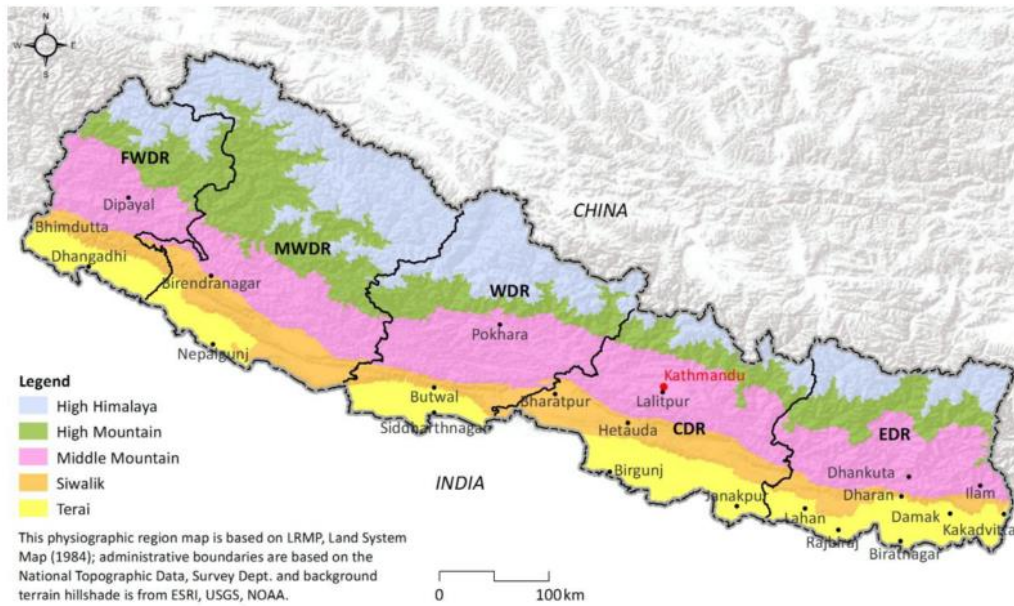 N
W E
S
CHINA
FWDR
Dipayal
Bhimdutta
Dhangadhi
MWDR
Birendranagar
WDR
Pokhara
Nepalgunj
Kathmandu
Lalitpur
Butwal
Bharatpur
Siddharthnagar
Hetauda
CDR
EDR
Birgunj
INDIA
Dhankuta
Ilam
Dharan
Janakpur
Lahan
Damak
Kakadvitta
Rajbiraj
Biratnagar
Legend
High Himalaya
High Mountain
Middle Mountain
Siwalik
Terai
This physiographic region map is based on LRMP, Land System
Map (1984); administrative boundaries are based on the
National Topographic Data, Survey Dept. and background
terrain hillshade is from ESRI, USGS, NOAA.
0 100 km